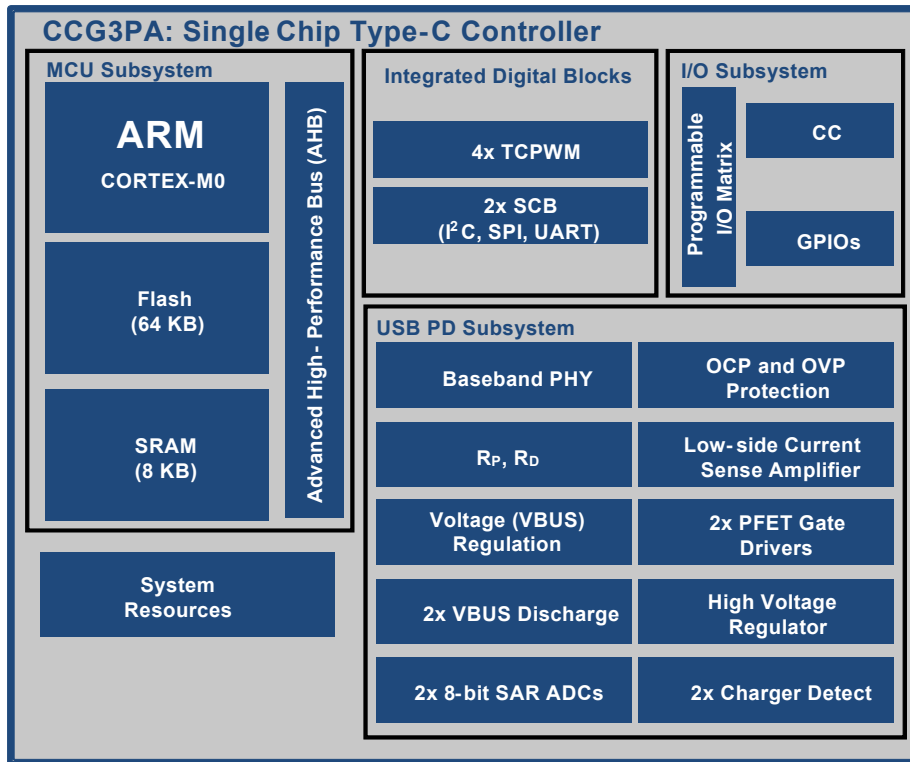 CCG3PA: Single Chip Type-C Controller
MCU Subsystem
ARM
CORTEX-M0
Flash
(64 KB)
SRAM
(8 KB)
Advanced High- Performance Bus (AHB)
System
Resources
Integrated Digital Blocks
4x TCPWM
2x SCB
(I² C, SPI, UART)
I/O Subsystem
Programmable
I/O Matrix
CC
GPIOs
USB PD Subsystem
Baseband PHY
OCP and OVP
Protection
RP, RD
Low-side Current
Sense Amplifier
Voltage (VBUS)
Regulation
2x PFET Gate
Drivers
2x VBUS Discharge
High Voltage
Regulator
2x 8-bit SAR ADCs
2x Charger Detect